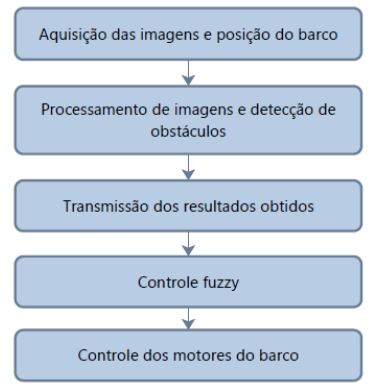 Aquisição das imagens e posição do barco
Processamento de imagens e detecção de
obstáculos
Transmissão dos resultados obtidos
Controle fuzzy
Controle dos motores do barco